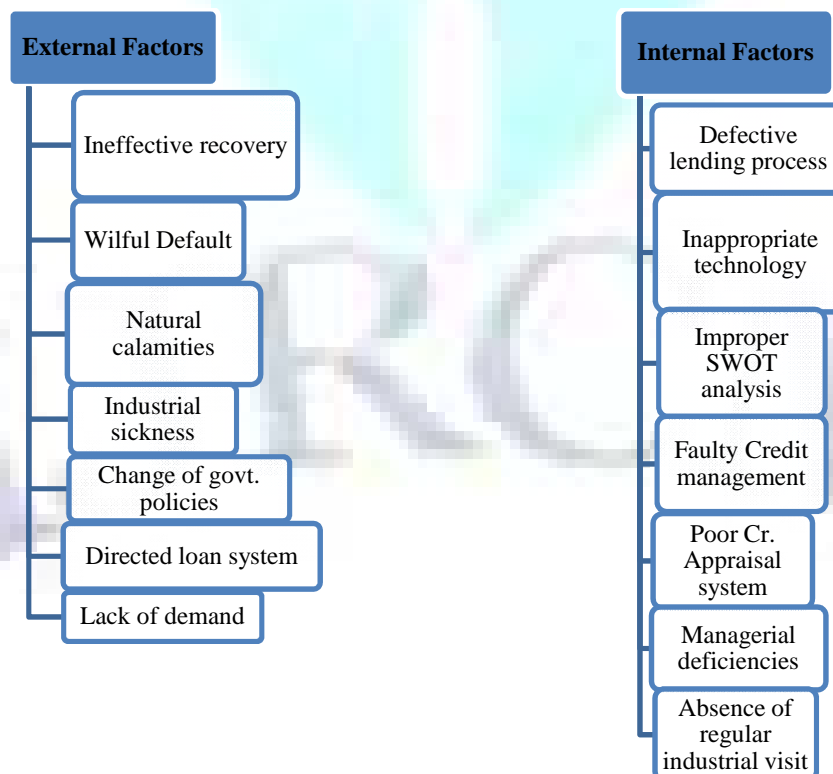 External Factors
Ineffective recovery
Wilful Default
Natural
calamities
Industrial
sickness
Change of govt.
policies
Directed loan system
Lack of demand
Internal Factors
Defective
lending process
Inappropriate
technology
Improper
SWOT
analysis
Faulty Credit
management
Poor Cr.
Appraisal
system
Managerial
deficiencies
Absence of
regular
industrial visit